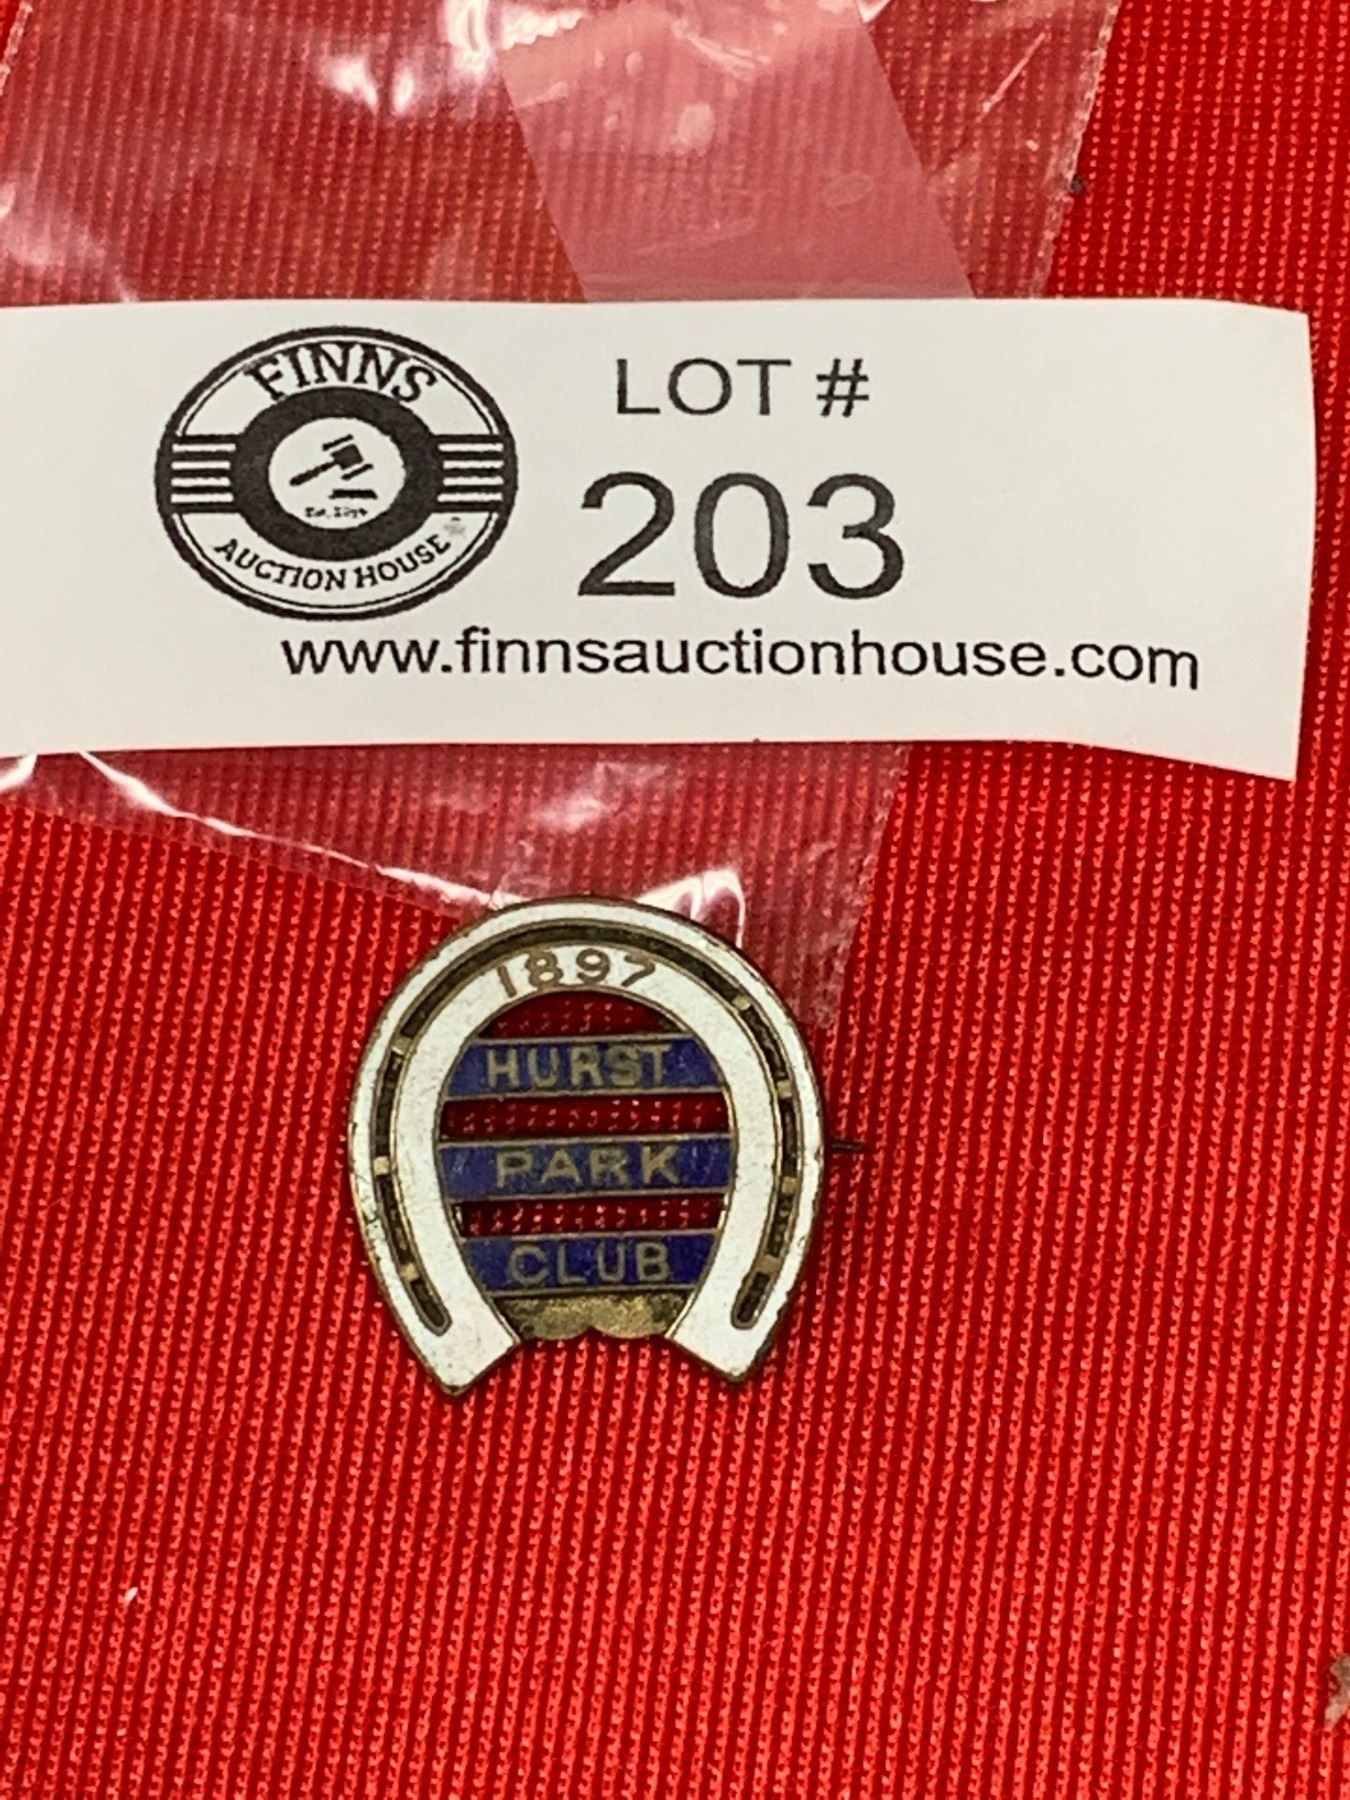 FINNS
AUCTION HOUSE
LOT #
203
www.finnsauctionhouse.com
1897
HURST
PARK
CLUB